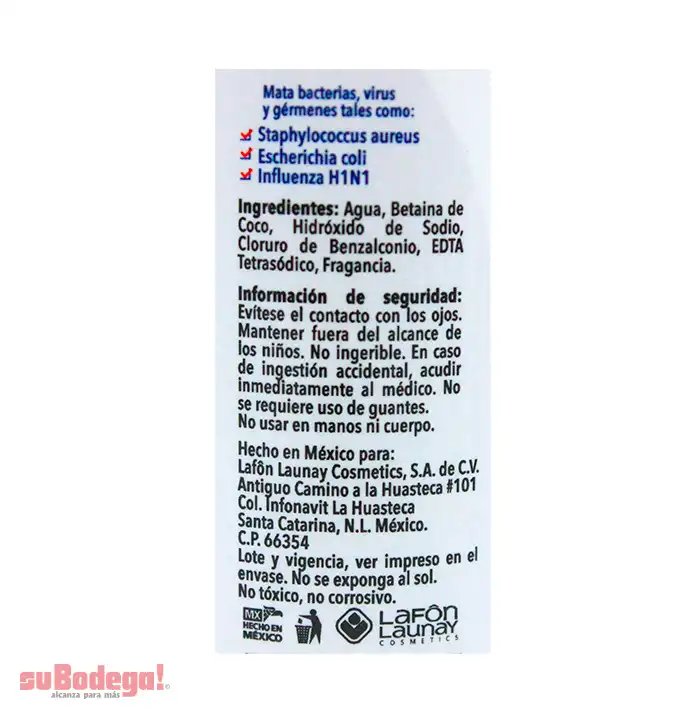 Mata bacterias, virus
y gérmenes tales como:
Staphylococcus aureus
Escherichia coli
Influenza H1N1
Ingredientes: Agua, Betaina de
Coco, Hidróxido de Sodio,
Cloruro de Benzalconio, EDTA
Tetrasódico, Fragancia.
Información de seguridad:
Evítese el contacto con los ojos.
Mantener fuera del alcance de
los niños. No ingerible. En caso
de ingestión accidental, acudir
inmediatamente al médico. No
se requiere uso de guantes.
No usar en manos ni cuerpo.
Hecho en México para:
Lafôn Launay Cosmetics, S.A. de C.V.
Antiguo Camino a la Huasteca #101
Col. Infonavit La Huasteca
Santa Catarina, N.L. México.
C.P. 66354
Lote y vigencia, ver impreso en el
envase. No se exponga al sol.
No tóxico, no corrosivo.
MX
HECHO EN
MÉXICO
Lafôn
Launay
COSMETICS
suBodega!®
alcanza para más